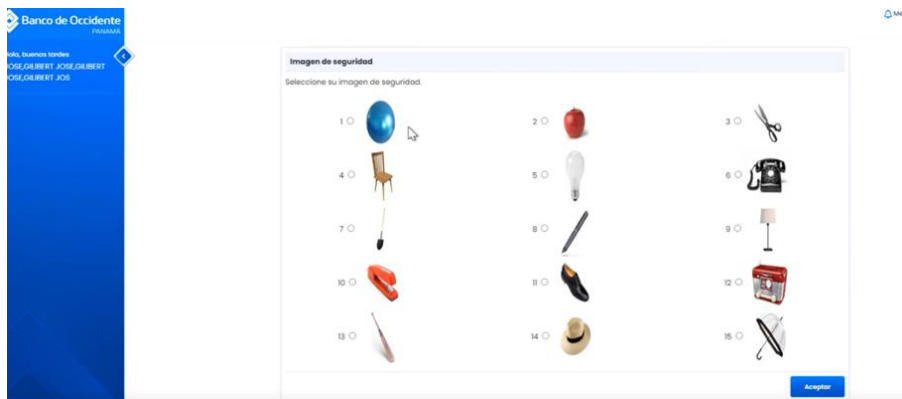 Banco de Occidente
PANAMÁ
Hola, buenas tardes
JOSE,GILIBERT JOSE,GILIBERT
JOSE,GILIBERT JOS
Imagen de seguridad
Seleccione su imagen de seguridad.
1
2
3
4
5
6
7
8
9
10
11
12
13
14
15
Aceptar